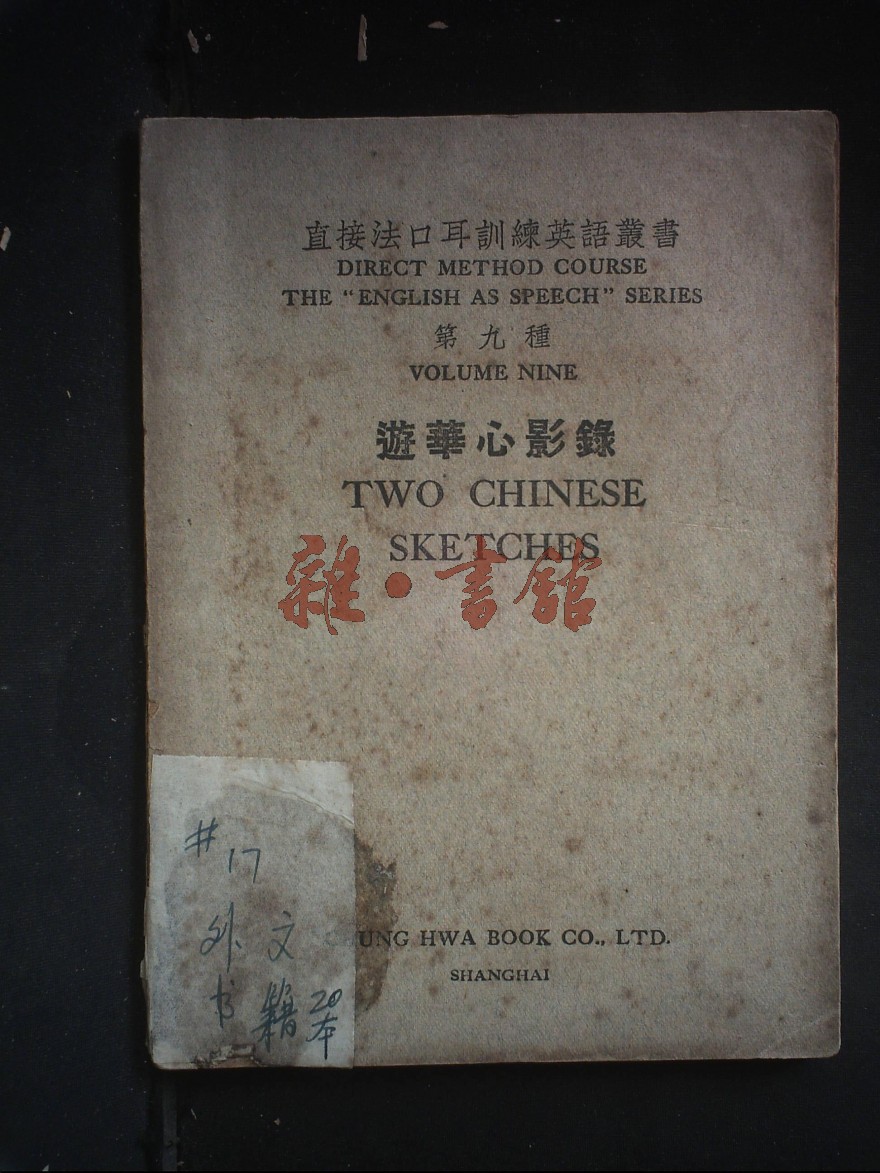 直接法口耳訓練英語叢書
DIRECT METHOD COURSE
THE "ENGLISH AS SPEECH" SERIES
第九種
VOLUME NINE
遊華心影錄
TWO CHINESE
SKETCHES
雜·書館
UNG HWA BOOK CO., LTD.
SHANGHAI
#17
外文
书籍 20本